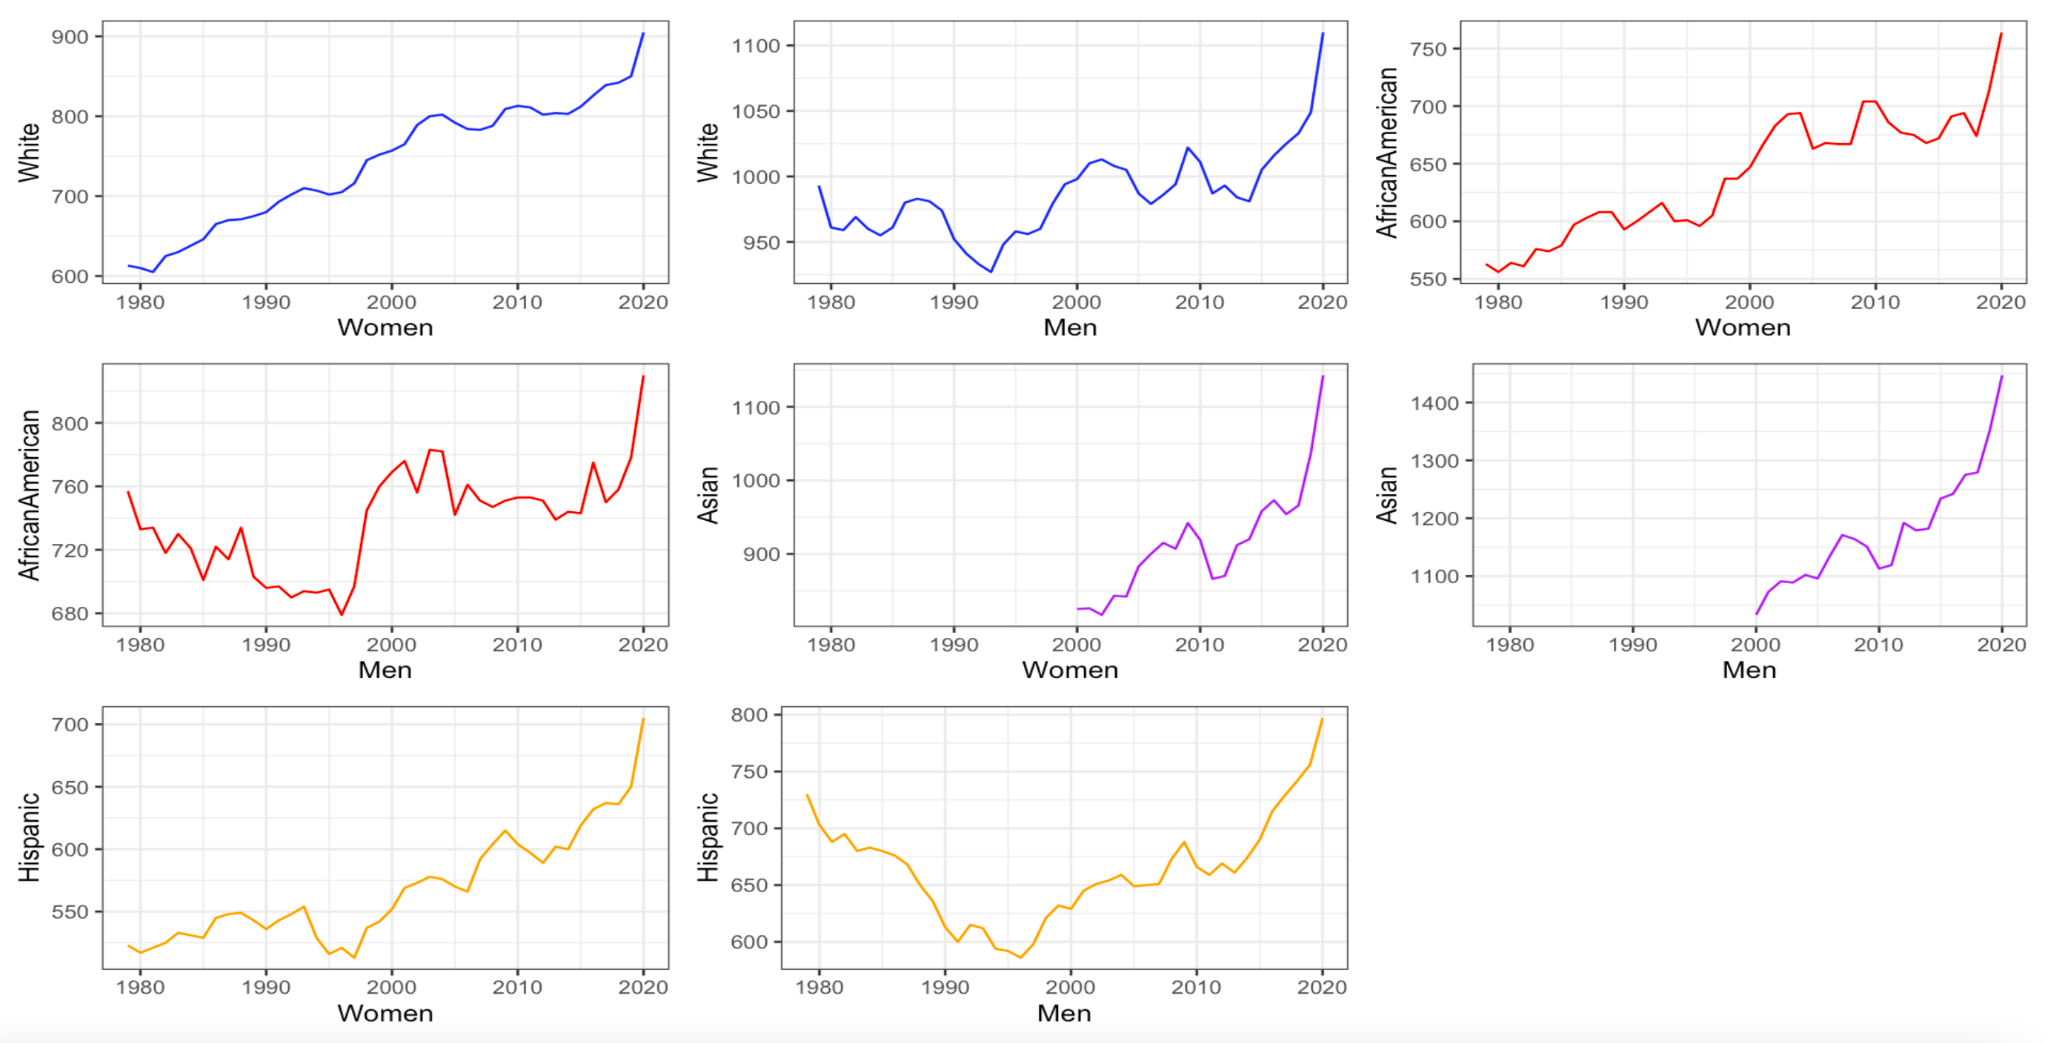 White
900
800
700
600
1980 1990 2000 2010 2020
Women
White
1100
1050
1000
950
1980 1990 2000 2010 2020
Men
AfricanAmerican
750
700
650
600
550
1980 1990 2000 2010 2020
Women
AfricanAmerican
800
760
720
680
1980 1990 2000 2010 2020
Men
Asian
1100
1000
900
1980 1990 2000 2010 2020
Women
Asian
1400
1300
1200
1100
1980 1990 2000 2010 2020
Men
Hispanic
700
650
600
550
1980 1990 2000 2010 2020
Women
Hispanic
800
750
700
650
600
1980 1990 2000 2010 2020
Men